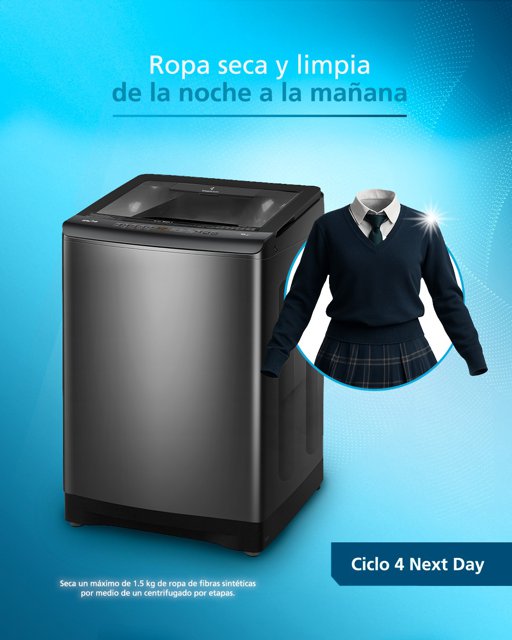 Ropa seca y limpia
de la noche a la mañana
Ciclo 4 Next Day
Seca un máximo de 1.5 kg de ropa de fibras sintéticas
por medio de un centrifugado por etapas.